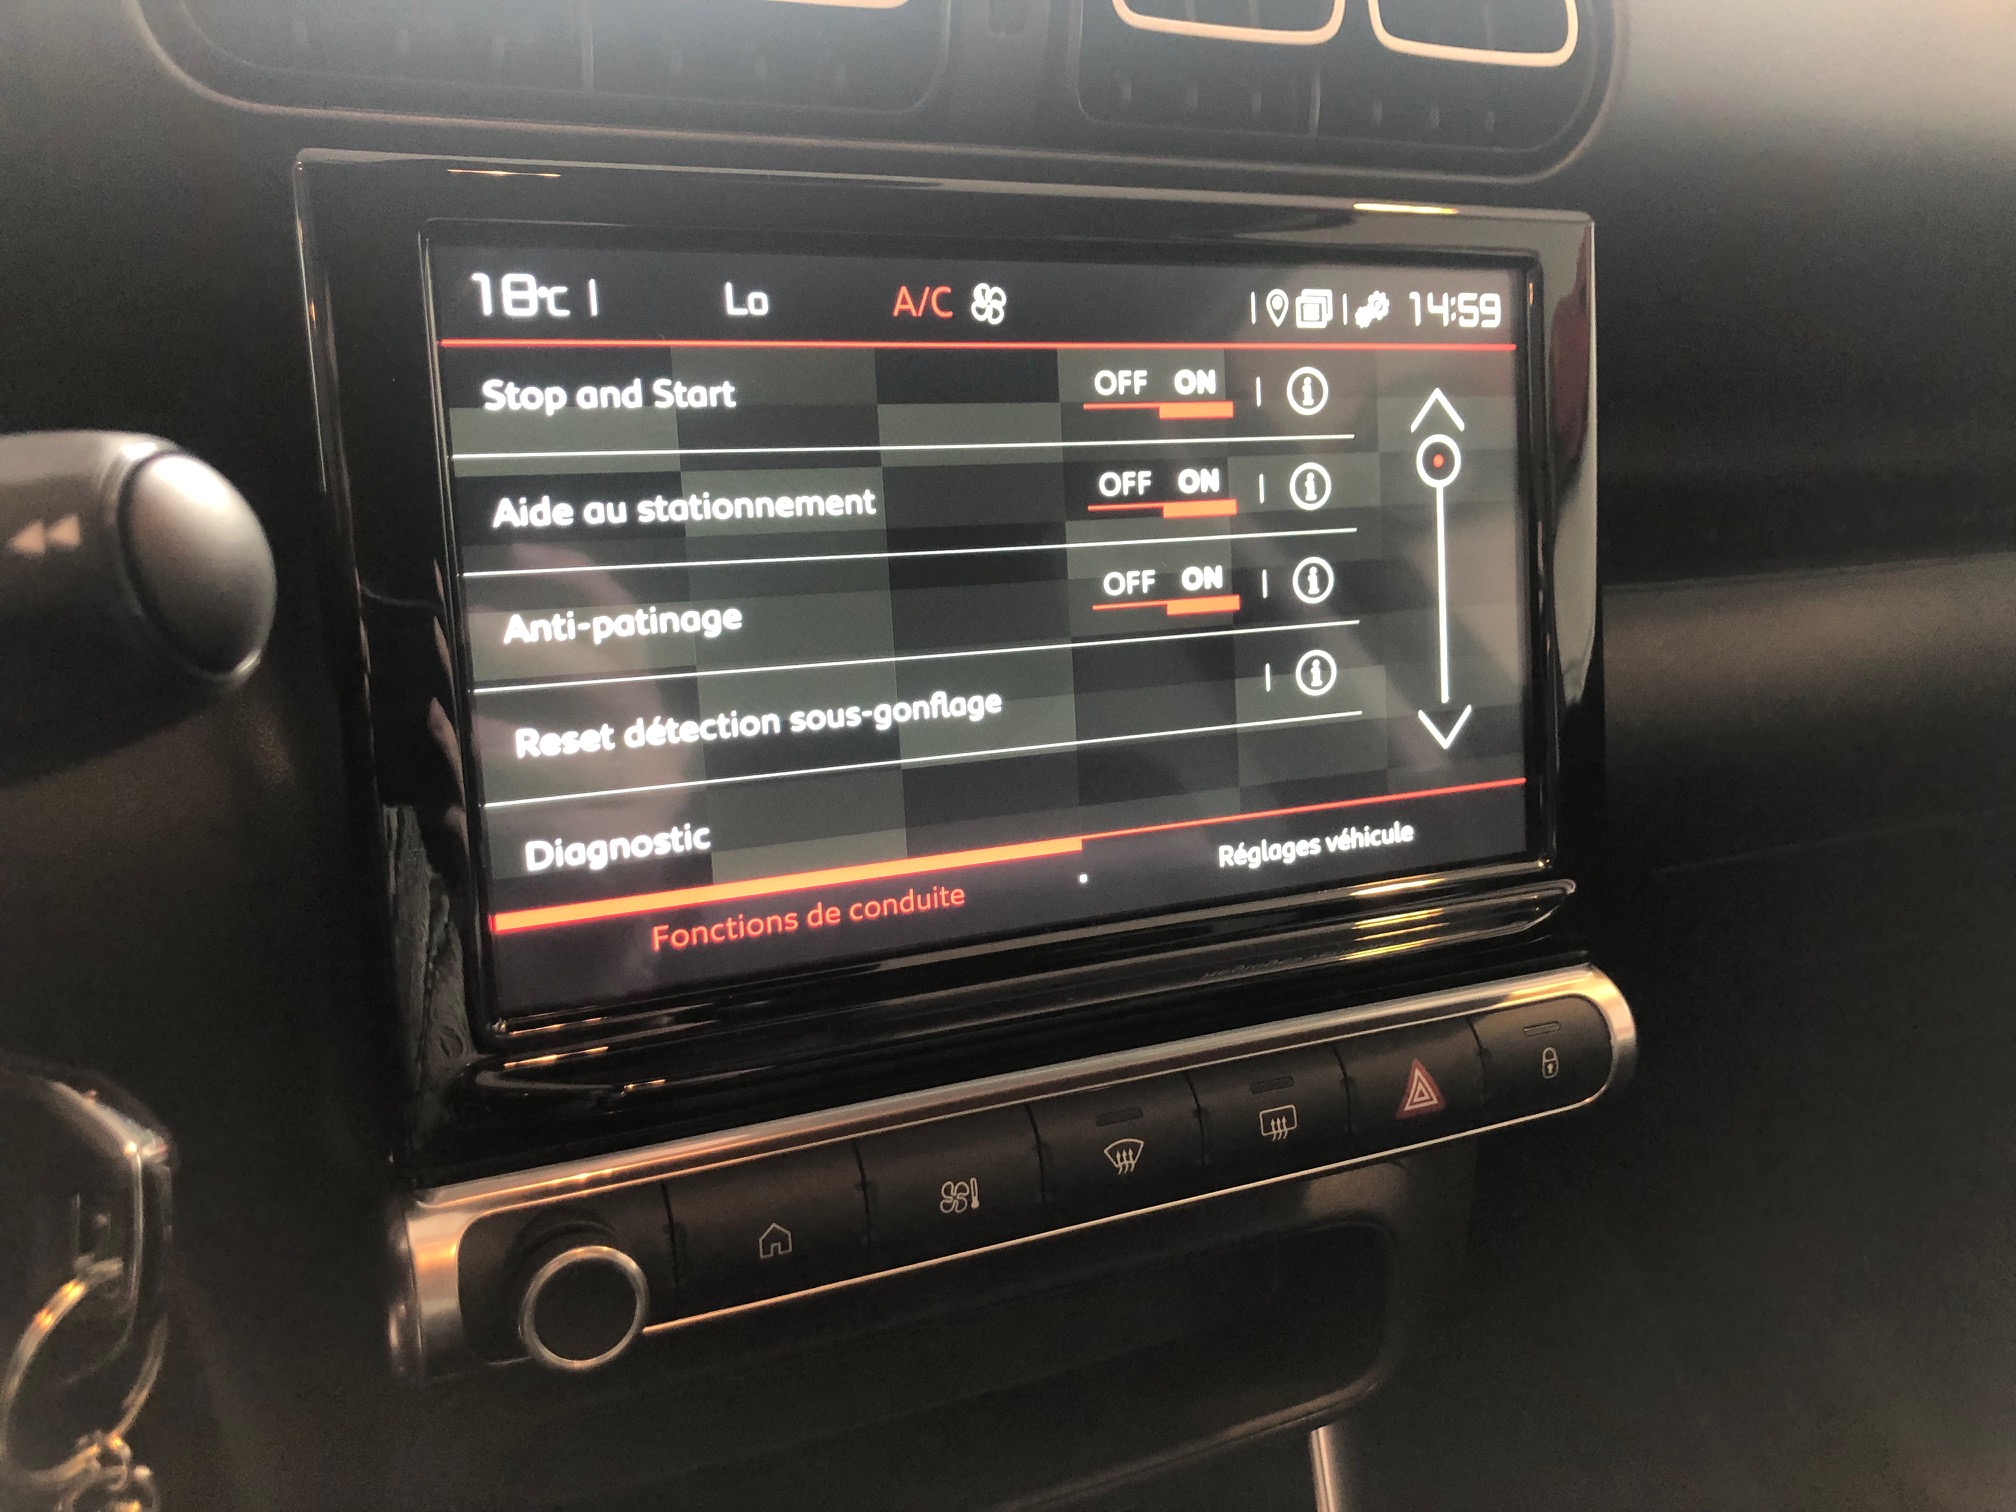 18°C Lo A/C 14:59
Stop and Start OFF ON
Aide au stationnement OFF ON
Anti-patinage OFF ON
Reset détection sous-gonflage
Diagnostic
Fonctions de conduite
Réglages véhicule